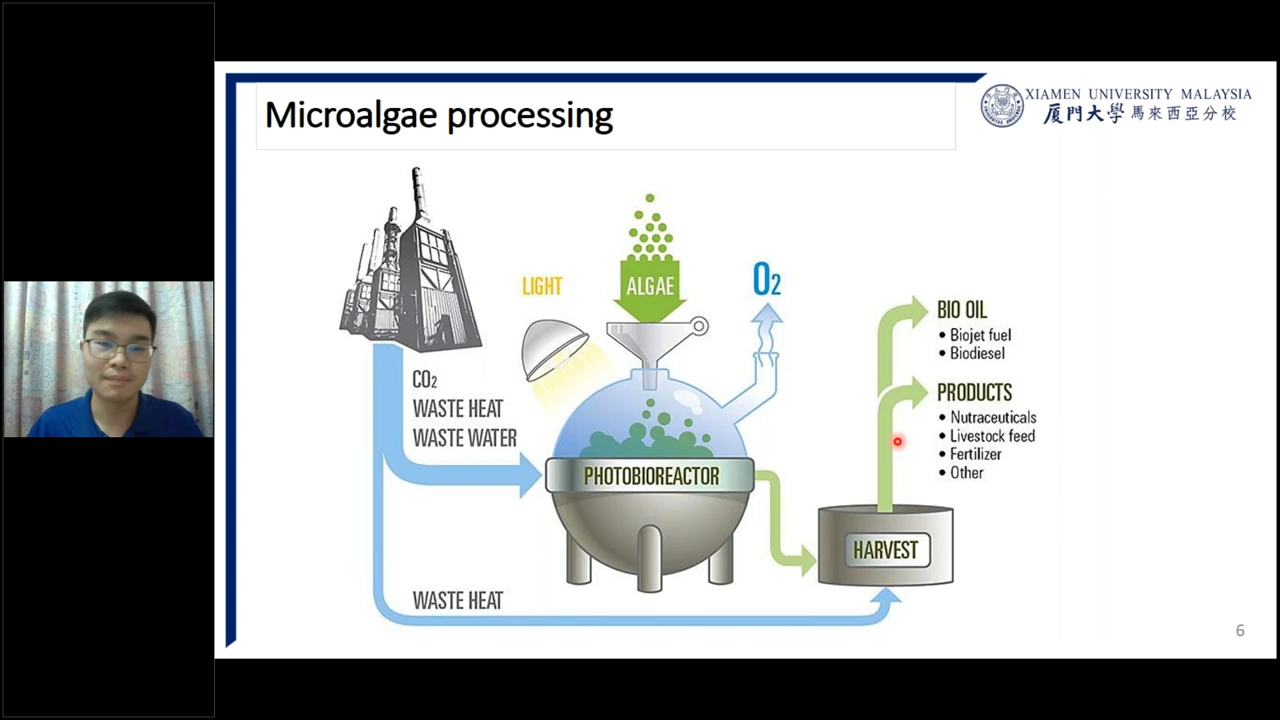 Microalgae processing
XIAMEN UNIVERSITY MALAYSIA
厦門大學 馬來西亞分校
LIGHT
ALGAE
O₂
CO₂
WASTE HEAT
WASTE WATER
PHOTOBIOREACTOR
BIO OIL
• Biojet fuel
• Biodiesel
PRODUCTS
• Nutraceuticals
• Livestock feed
• Fertilizer
• Other
HARVEST
WASTE HEAT
6